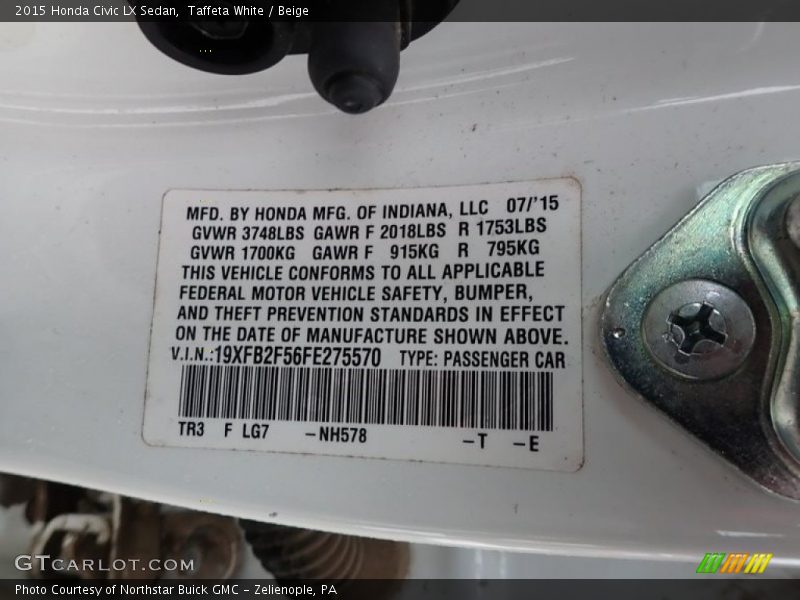 2015 Honda Civic LX Sedan, Taffeta White / Beige
MFD. BY HONDA MFG. OF INDIANA, LLC 07/'15
GVWR 3748LBS GAWR F 2018LBS R 1753LBS
GVWR 1700KG GAWR F 915KG R 795KG
THIS VEHICLE CONFORMS TO ALL APPLICABLE
FEDERAL MOTOR VEHICLE SAFETY, BUMPER,
AND THEFT PREVENTION STANDARDS IN EFFECT
ON THE DATE OF MANUFACTURE SHOWN ABOVE.
V.I.N.:19XFB2F56FE275570 TYPE: PASSENGER CAR
TR3 F LG7 –NH578 –T –E
GTCARLOT.COM
Photo Courtesy of Northstar Buick GMC – Zelienople, PA